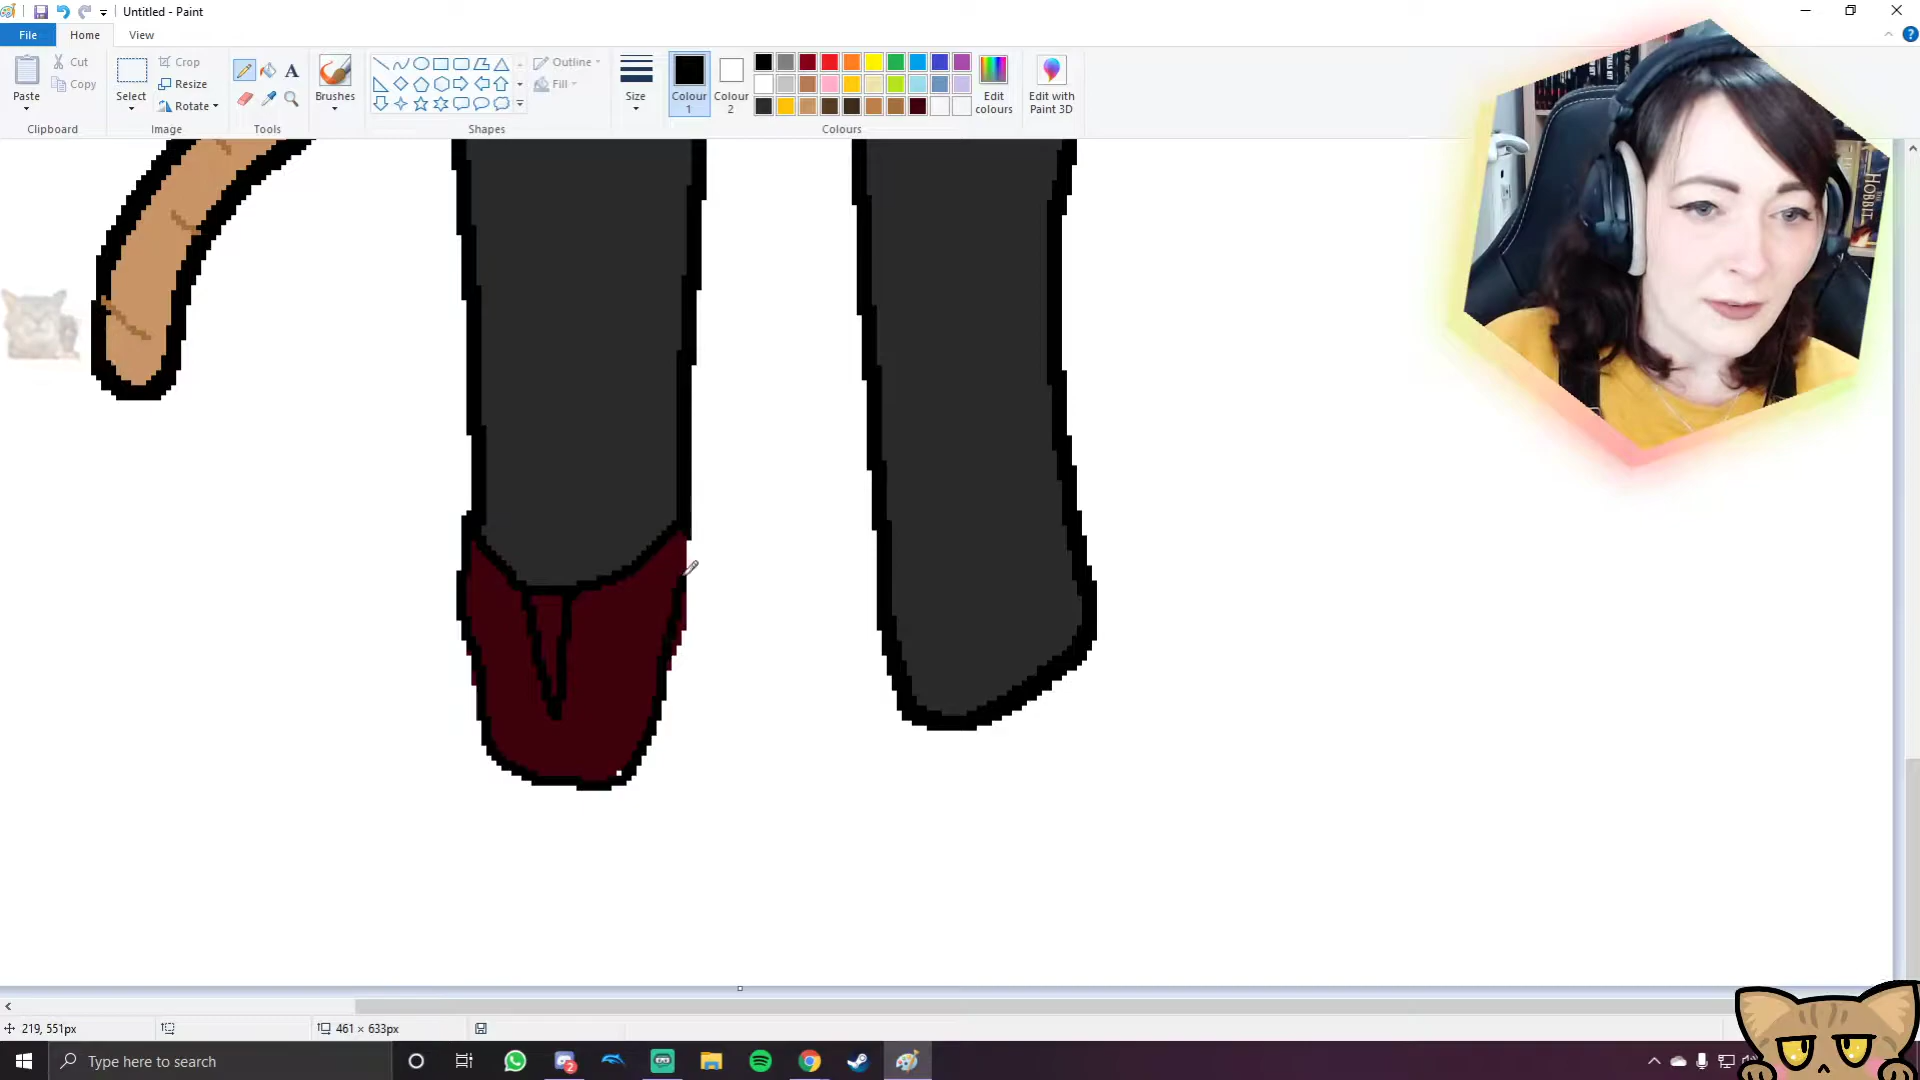 Untitled - Paint
File Home View
Paste
Cut
Copy
Clipboard
Select
Crop
Resize
Rotate
Image
A
Tools
Brushes
Outline
Fill
Shapes
Size
Colour 1
Colour 2
Edit colours
Edit with Paint 3D
Colours
HOBBIT
219, 551px
461 × 633px
Type here to search
2